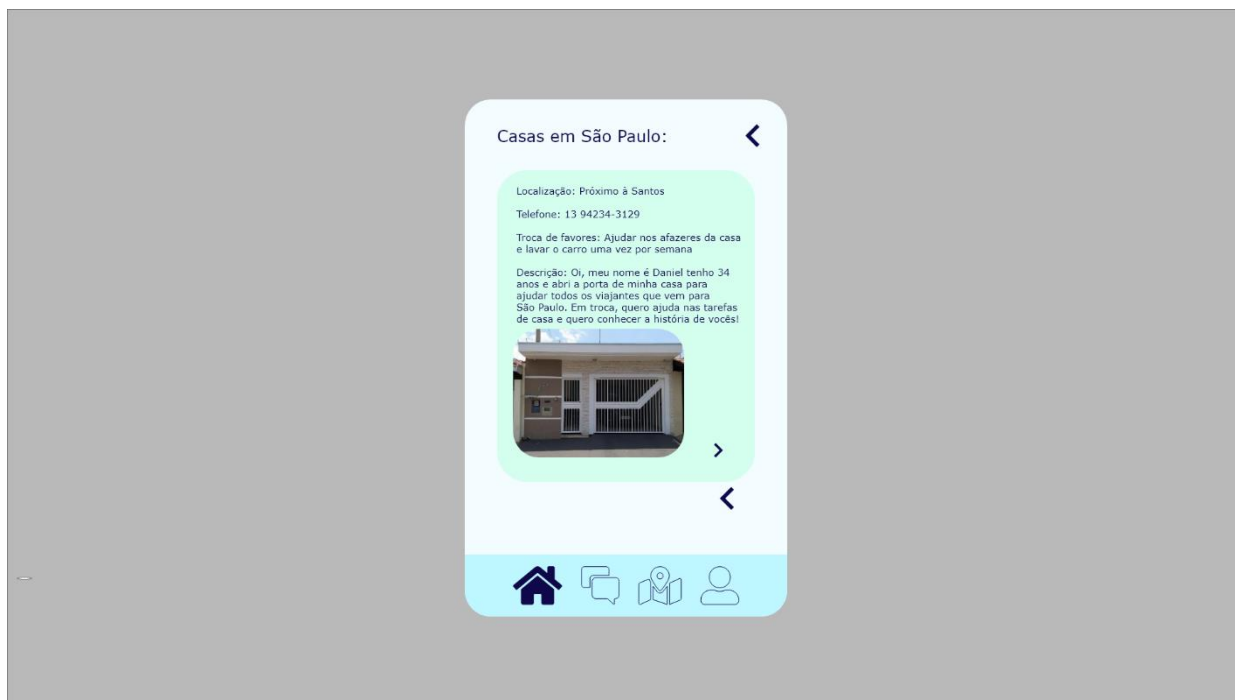 Casas em São Paulo:
Localização: Próximo à Santos
Telefone: 13 94234-3129
Troca de favores: Ajudar nos afazeres da casa
e lavar o carro uma vez por semana
Descrição: Oi, meu nome é Daniel tenho 34
anos e abri a porta de minha casa para
ajudar todos os viajantes que vem para
São Paulo. Em troca, quero ajuda nas tarefas
de casa e quero conhecer a história de vocês!